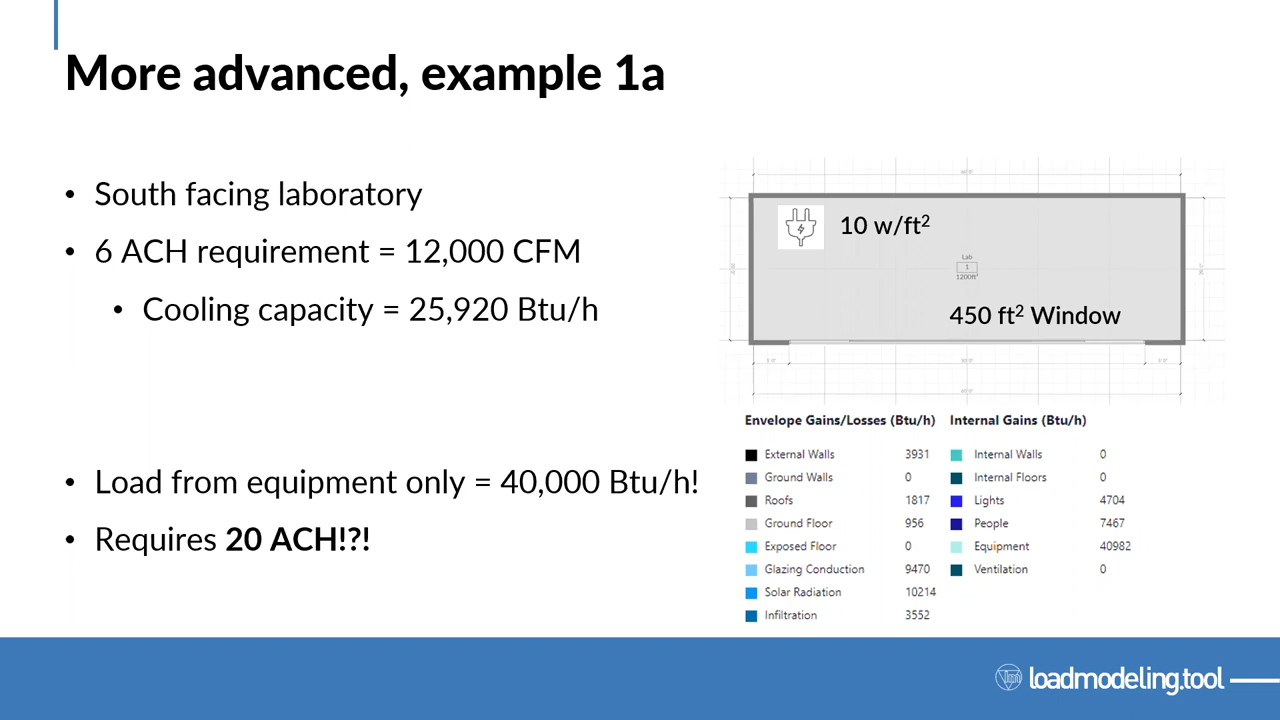 More advanced, example 1a
• South facing laboratory
• 6 ACH requirement = 12,000 CFM
• Cooling capacity = 25,920 Btu/h
• Load from equipment only = 40,000 Btu/h!
• Requires 20 ACH!?!
10 w/ft²
Lab
1
1200ft²
450 ft² Window
Envelope Gains/Losses (Btu/h) Internal Gains (Btu/h)
External Walls 3931 Internal Walls 0
Ground Walls 0 Internal Floors 0
Roofs 1817 Lights 4704
Ground Floor 956 People 7467
Exposed Floor 0 Equipment 40982
Glazing Conduction 9470 Ventilation 0
Solar Radiation 10214
Infiltration 3552
loadmodeling.tool